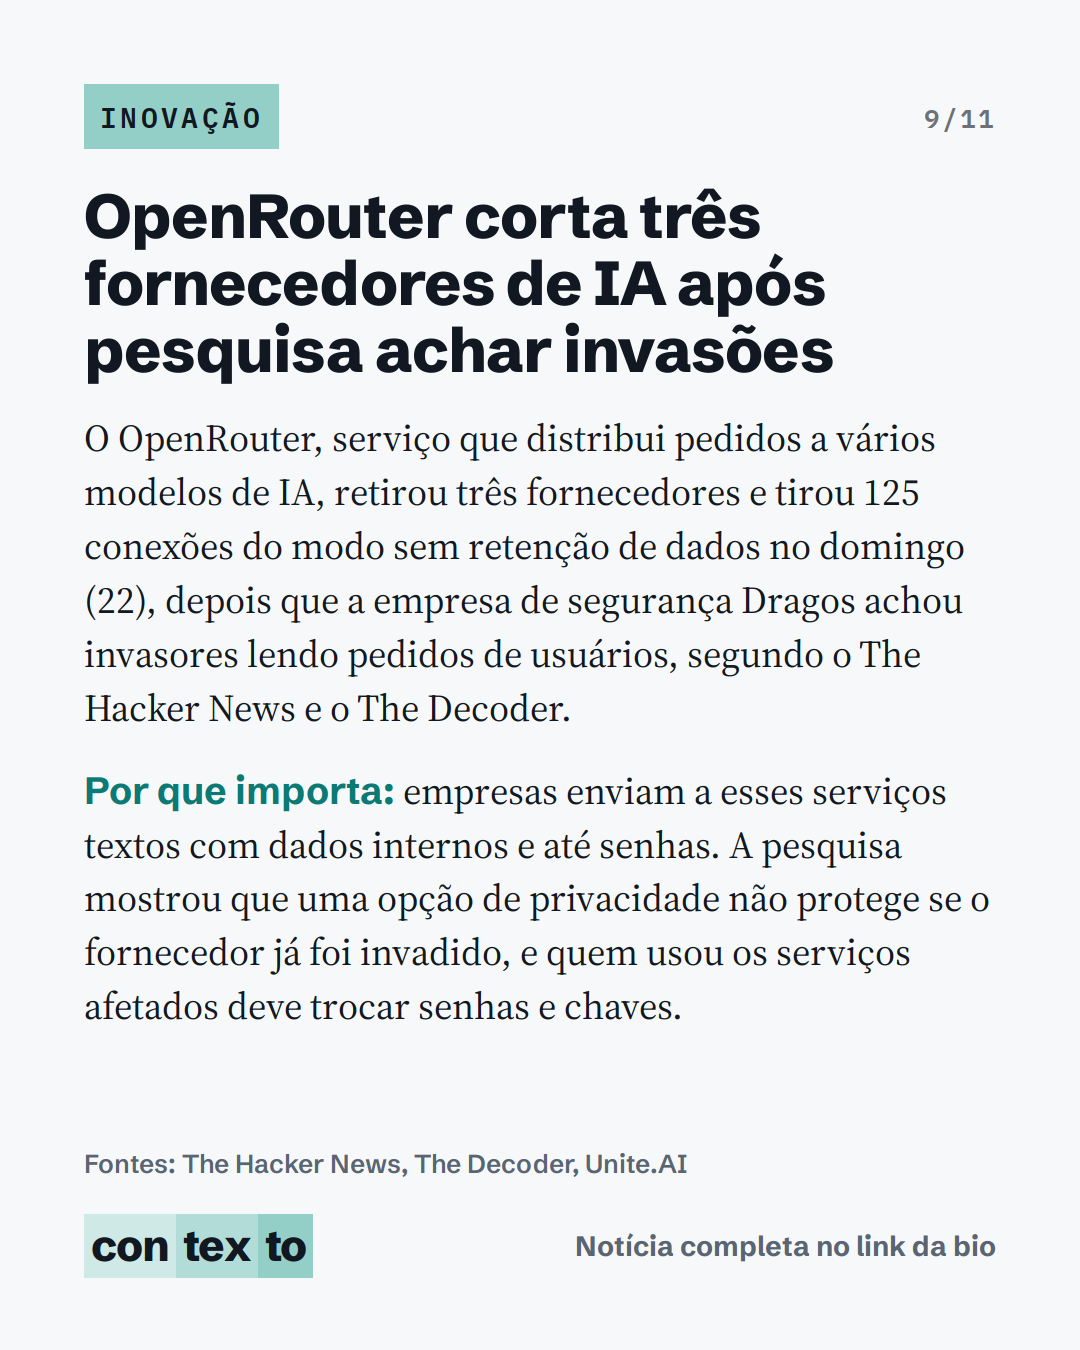 INOVAÇÃO
9/11
OpenRouter corta três
fornecedores de IA após
pesquisa achar invasões
O OpenRouter, serviço que distribui pedidos a vários
modelos de IA, retirou três fornecedores e tirou 125
conexões do modo sem retenção de dados no domingo
(22), depois que a empresa de segurança Dragos achou
invasores lendo pedidos de usuários, segundo o The
Hacker News e o The Decoder.
Por que importa: empresas enviam a esses serviços
textos com dados internos e até senhas. A pesquisa
mostrou que uma opção de privacidade não protege se o
fornecedor já foi invadido, e quem usou os serviços
afetados deve trocar senhas e chaves.
Fontes: The Hacker News, The Decoder, Unite.AI
contexto
Notícia completa no link da bio